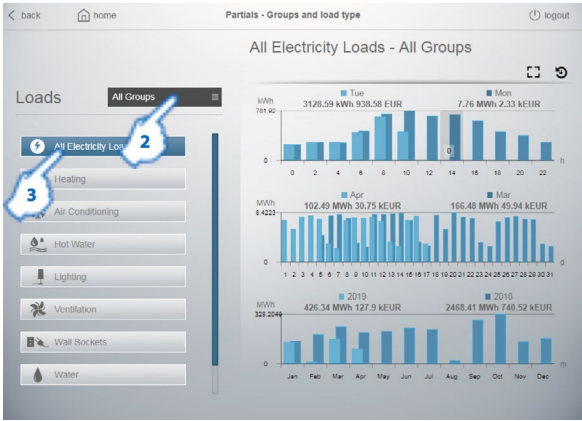 back home Partials - Groups and load type logout
All Electricity Loads - All Groups
Loads
All Groups
2
All Electricity Loa
3
Heating
Air Conditioning
Hot Water
Lighting
Ventilation
Wall Sockets
Water
Tue Mon
kWh 3128.59 kWh 938.58 EUR 7.76 MWh 2.33 kEUR
781.92
0
0
0 2 4 6 8 10 12 14 16 18 20 22 h
Apr Mar
MWh 102.49 MWh 30.75 kEUR 166.48 MWh 49.94 kEUR
8.4223
0
1 2 3 4 5 6 7 8 9 10 11 12 13 14 15 16 17 18 19 20 21 22 23 24 25 26 27 28 29 30 31 d
2019 2018
MWh 426.34 MWh 127.9 kEUR 2468.41 MWh 740.52 kEUR
328.2049
0
Jan Feb Mar Apr May Jun Jul Aug Sep Oct Nov Dec m